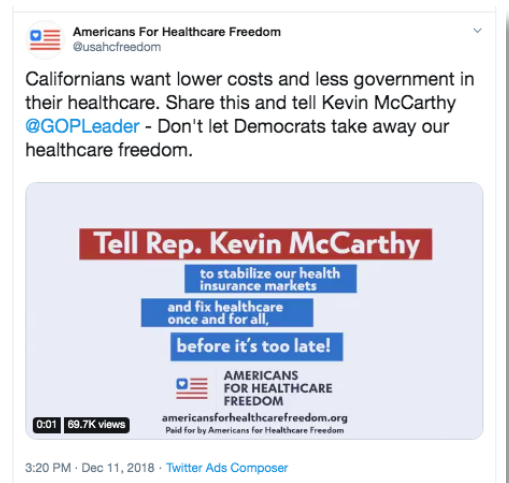 Americans For Healthcare Freedom
@usahcfreedom
Californians want lower costs and less government in
their healthcare. Share this and tell Kevin McCarthy
@GOPLeader - Don't let Democrats take away our
healthcare freedom.
Tell Rep. Kevin McCarthy
to stabilize our health
insurance markets
and fix healthcare
once and for all,
before it's too late!
AMERICANS
FOR HEALTHCARE
FREEDOM
americansforhealthcarefreedom.org
Paid for by Americans for Healthcare Freedom
0:01 69.7K views
3:20 PM · Dec 11, 2018 · Twitter Ads Composer